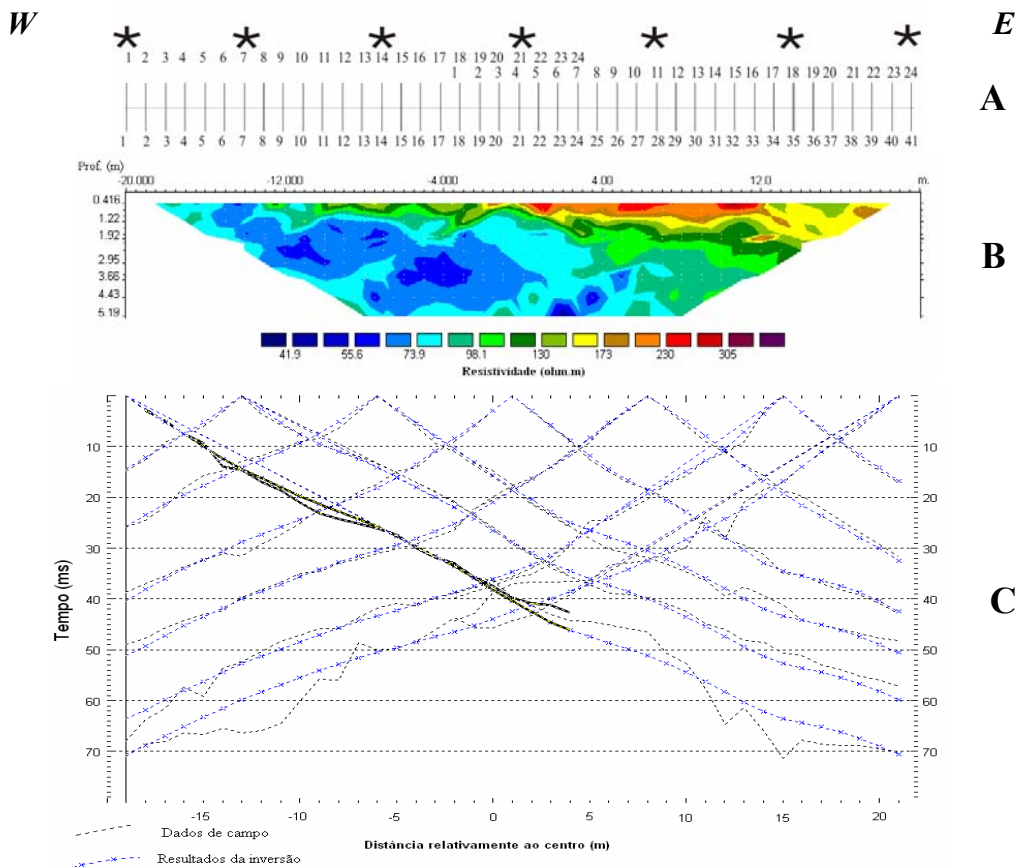 W E
* * * * * * *
1 2 3 4 5 6 7 8 9 10 11 12 13 14 15 16 17 18 19 20 21 22 23 24
1 2 3 4 5 6 7 8 9 10 11 12 13 14 15 16 17 18 19 20 21 22 23 24
A
1 2 3 4 5 6 7 8 9 10 11 12 13 14 15 16 17 18 19 20 21 22 23 24 25 26 27 28 29 30 31 32 33 34 35 36 37 38 39 40 41
Prof. (m)
-20.000 -12.000 -4.000 4.00 12.0 m.
0.416
1.22
1.92
2.95
3.66
4.43
5.19
B
41.9 55.6 73.9 98.1 130 173 230 305
Resistividade (ohm.m)
10 10
20 20
30 30
40 40
50 50
60 60
70 70
Tempo (ms)
C
-15 -10 -5 0 5 10 15 20
Distância relativamente ao centro (m)
Dados de campo
Resultados da inversão